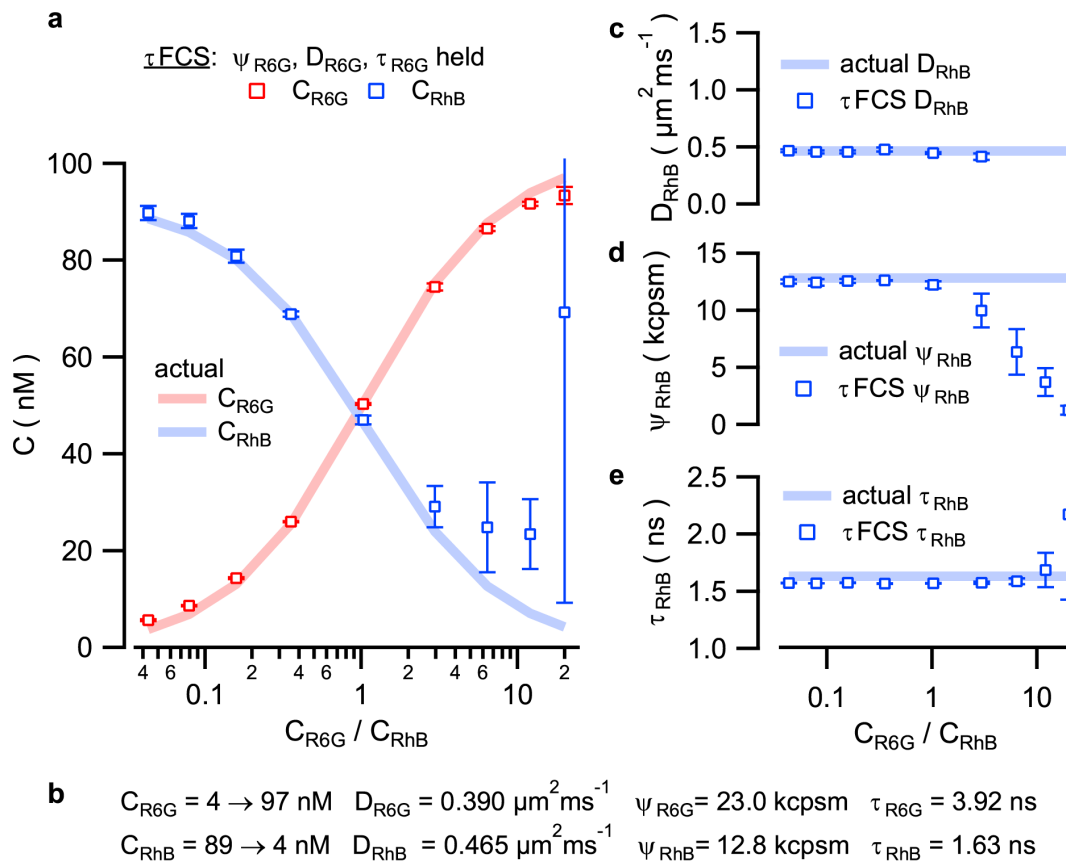 a
τFCS: ψR6G, DR6G, τR6G held
CR6G CRhB
C ( nM )
100
80
60
40
20
0
actual
CR6G
CRhB
4 6 2 4 6 2 4 6 2
0.1 1 10
CR6G / CRhB
c
DRhB ( µm2ms-1 )
1.5
1.0
0.5
0.0
actual DRhB
τFCS DRhB
d
ψRhB ( kcpsm )
15
10
5
0
actual ψRhB
τFCS ψRhB
e
τRhB ( ns )
2.5
2.0
1.5
1.0
actual τRhB
τFCS τRhB
0.1 1 10
CR6G / CRhB
b
CR6G = 4 → 97 nM DR6G = 0.390 µm2ms-1 ψR6G= 23.0 kcpsm τR6G = 3.92 ns
CRhB = 89 → 4 nM DRhB = 0.465 µm2ms-1 ψRhB= 12.8 kcpsm τRhB = 1.63 ns